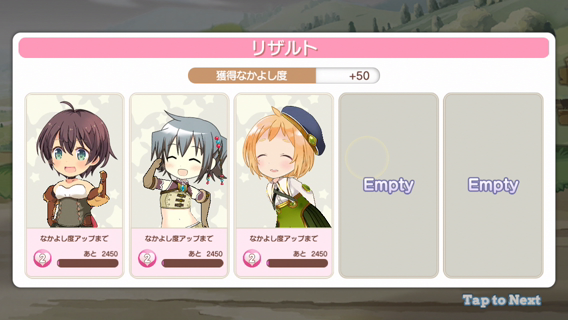 リザルト
獲得なかよし度 +50
なかよし度アップまで
あと 2450
2
なかよし度アップまで
あと 2450
2
なかよし度アップまで
あと 2450
2
Empty
Empty
Tap to Next